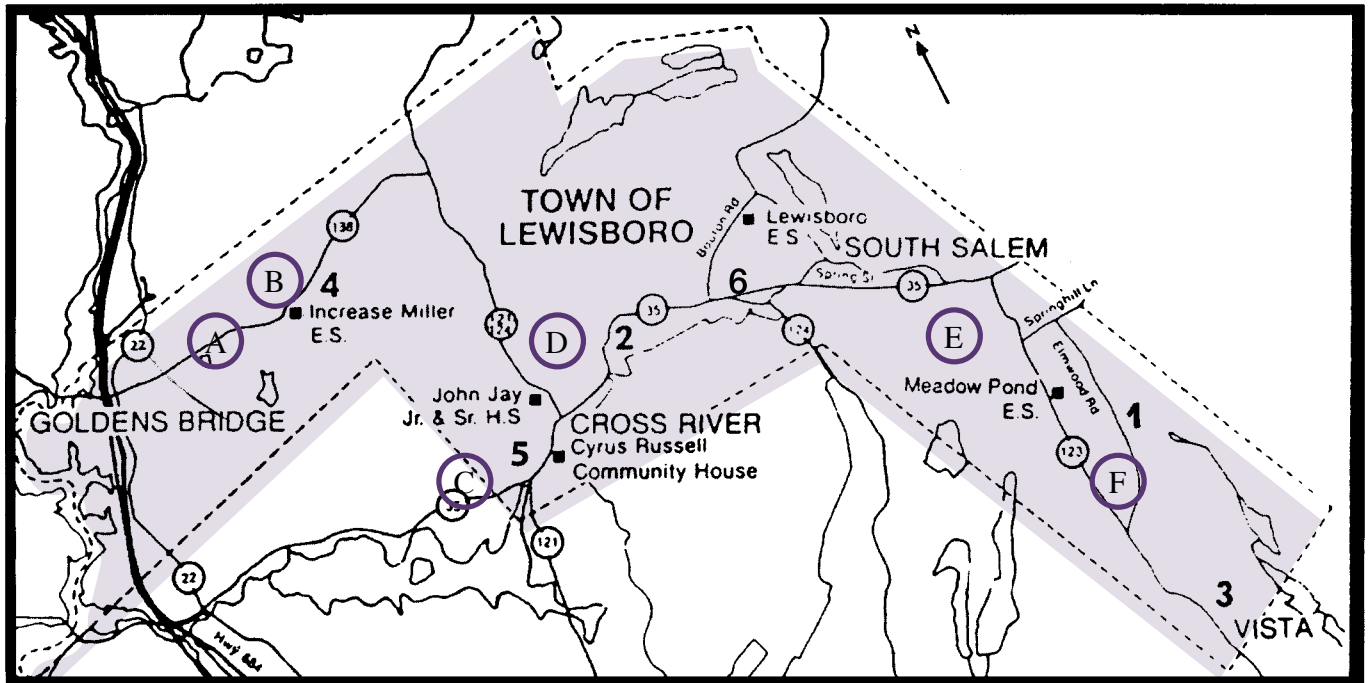 N
TOWN OF
LEWISBORO
Bouton Rd
Lewisboro
E S
SOUTH SALEM
138
B
4
Increase Miller
E.S.
6
Spring St
35
35
Springhill Ln
22
A
121
124
D
2
124
E
Elmwood Rd
Meadow Pond
E.S.
John Jay
Jr. & Sr. H.S
GOLDENS BRIDGE
CROSS RIVER
1
5
Cyrus Russell
Community House
123
C
35
F
121
22
3
VISTA
Hwy 684